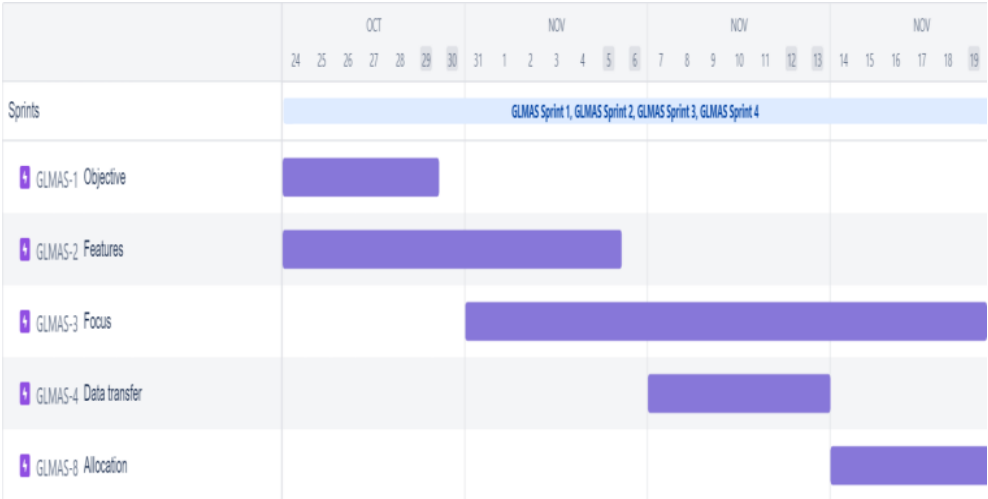 OCT NOV NOV NOV
24 25 26 27 28 29 30 31 1 2 3 4 5 6 7 8 9 10 11 12 13 14 15 16 17 18 19
Sprints GLMAS Sprint 1, GLMAS Sprint 2, GLMAS Sprint 3, GLMAS Sprint 4
GLMAS-1 Objective
GLMAS-2 Features
GLMAS-3 Focus
GLMAS-4 Data transfer
GLMAS-8 Allocation